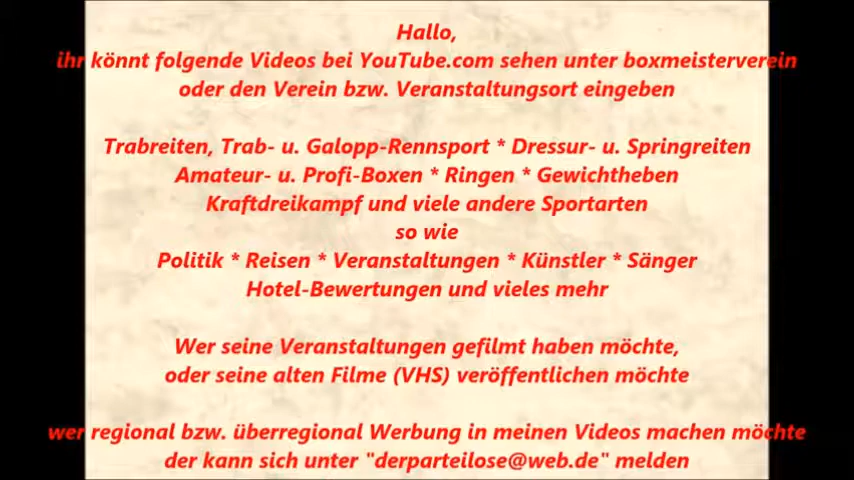 Hallo,
ihr könnt folgende Videos bei YouTube.com sehen unter boxmeisterverein
oder den Verein bzw. Veranstaltungsort eingeben
Trabreiten, Trab- u. Galopp-Rennsport * Dressur- u. Springreiten
Amateur- u. Profi-Boxen * Ringen * Gewichtheben
Kraftdreikampf und viele andere Sportarten
so wie
Politik * Reisen * Veranstaltungen * Künstler * Sänger
Hotel-Bewertungen und vieles mehr
Wer seine Veranstaltungen gefilmt haben möchte,
oder seine alten Filme (VHS) veröffentlichen möchte
wer regional bzw. überregional Werbung in meinen Videos machen möchte
der kann sich unter "derparteilose@web.de" melden